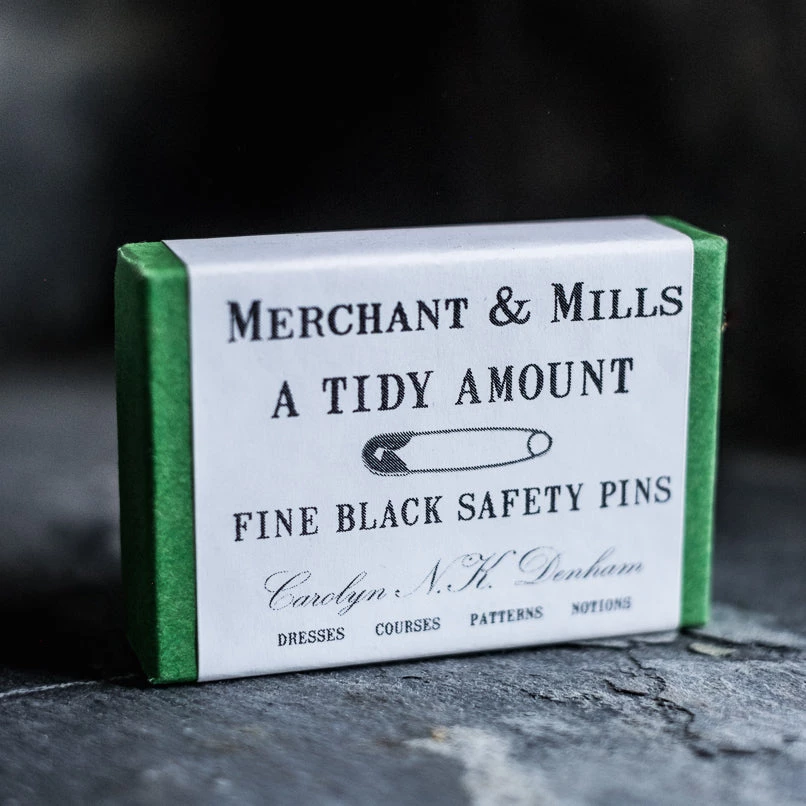 MERCHANT & MILLS
A TIDY AMOUNT
FINE BLACK SAFETY PINS
Carolyn N.K. Denham
DRESSES COURSES PATTERNS NOTIONS